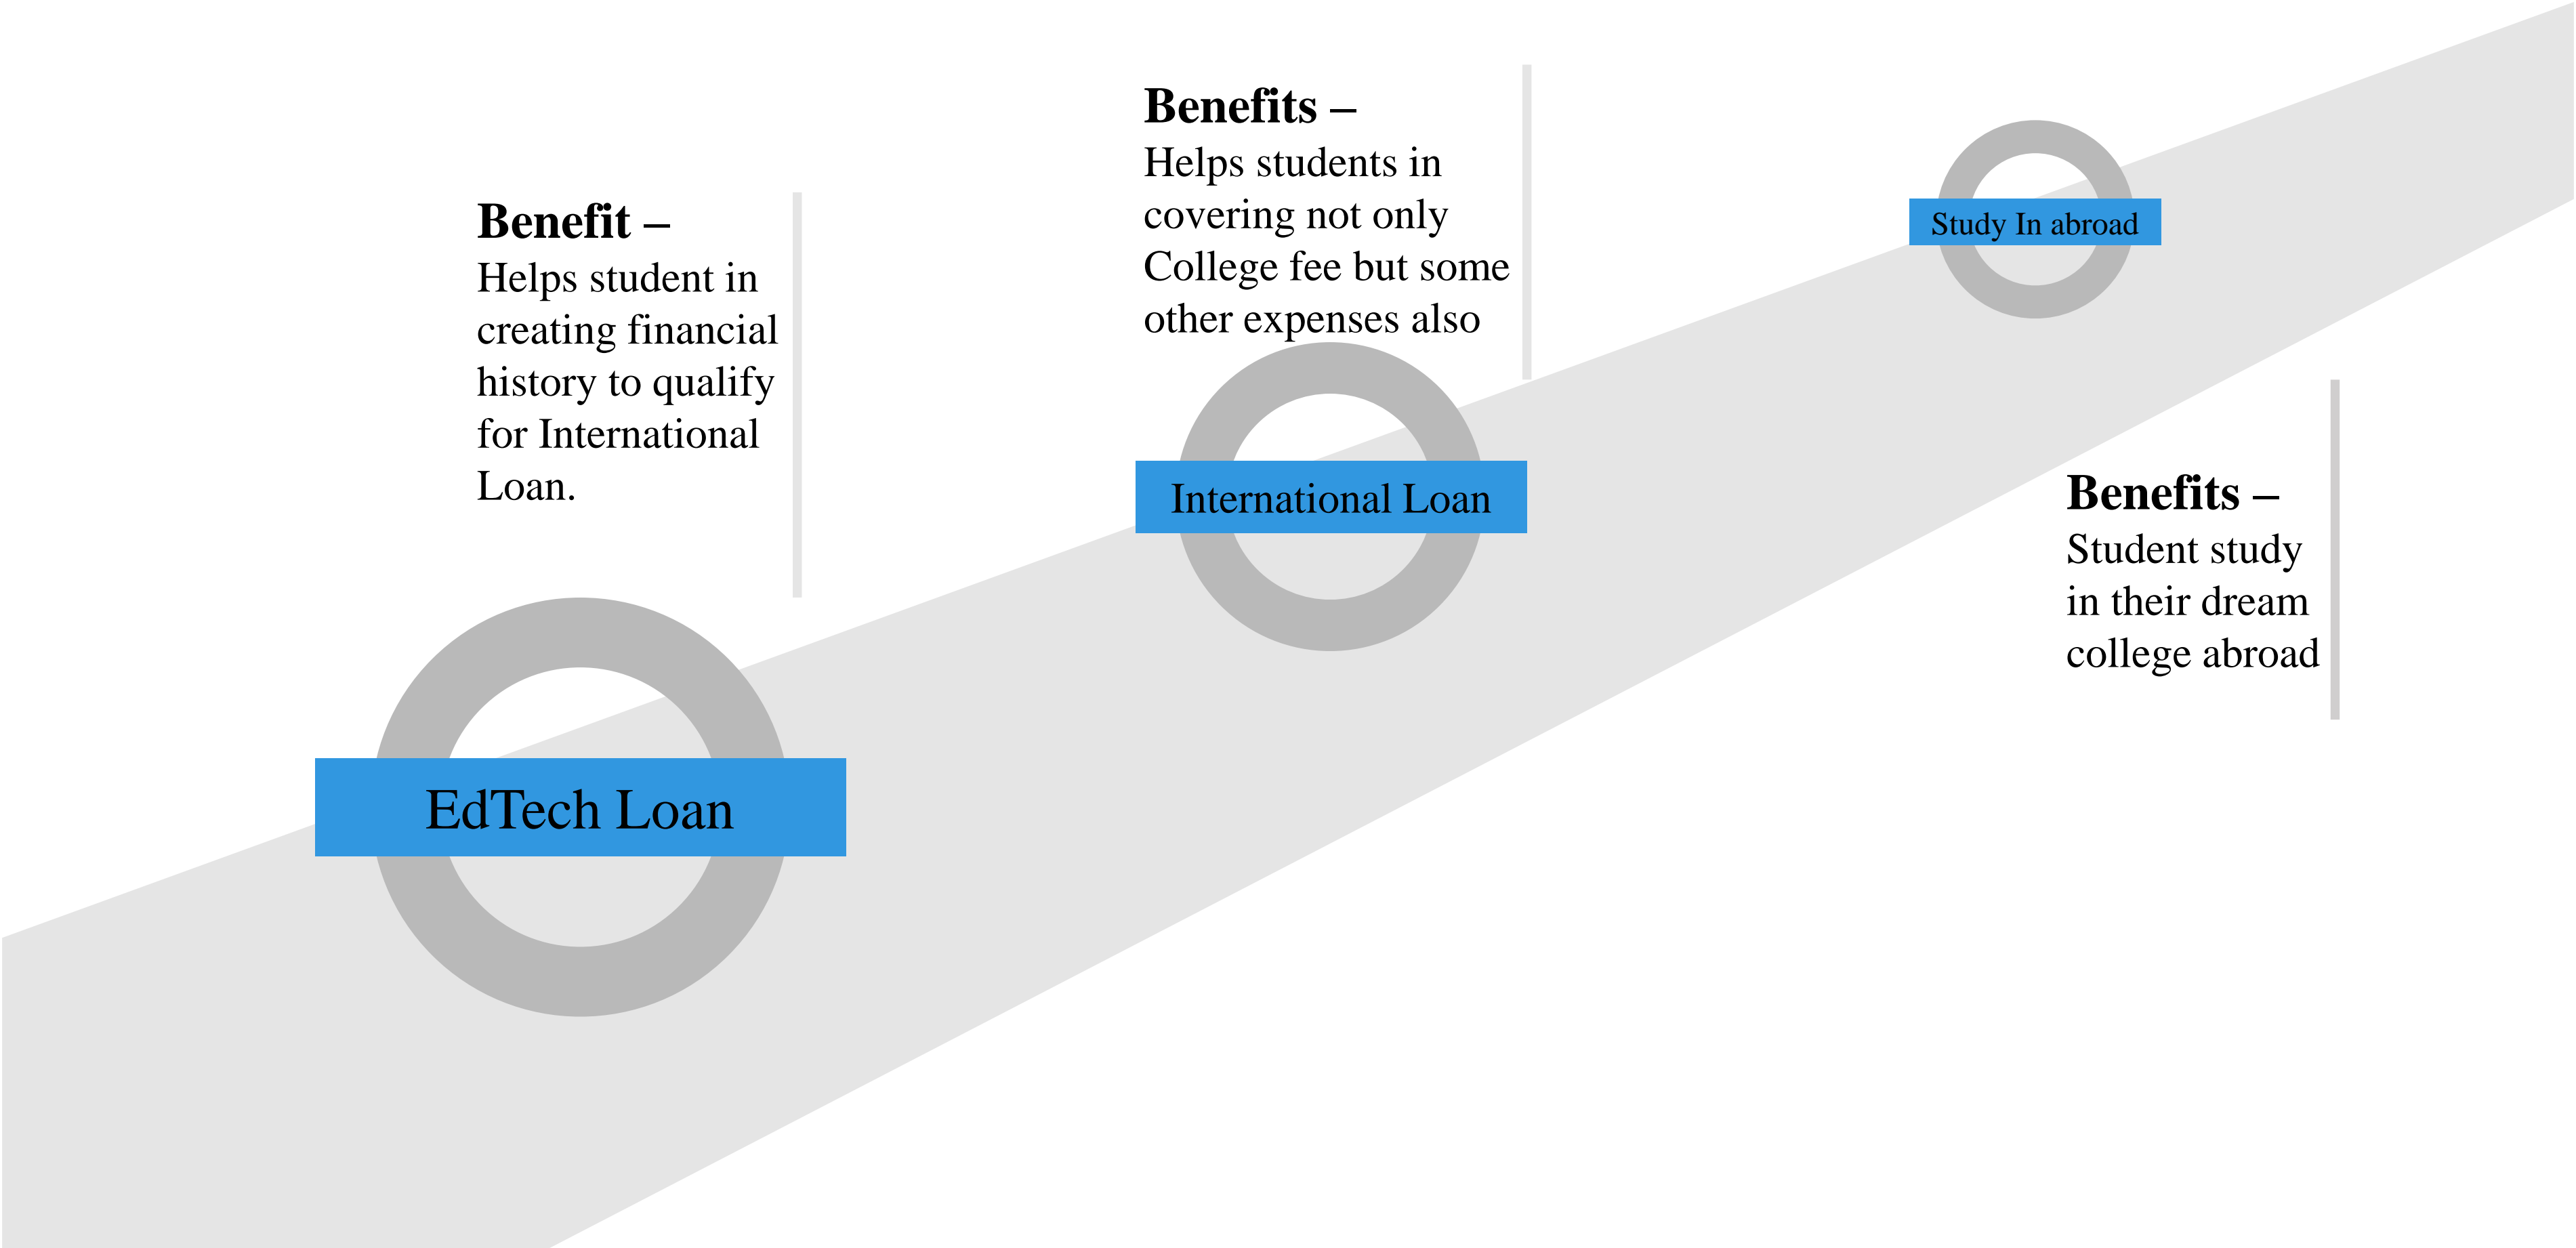 Benefit –
Helps student in
creating financial
history to qualify
for International
Loan.
EdTech Loan
Benefits –
Helps students in
covering not only
College fee but some
other expenses also
International Loan
Study In abroad
Benefits –
Student study
in their dream
college abroad